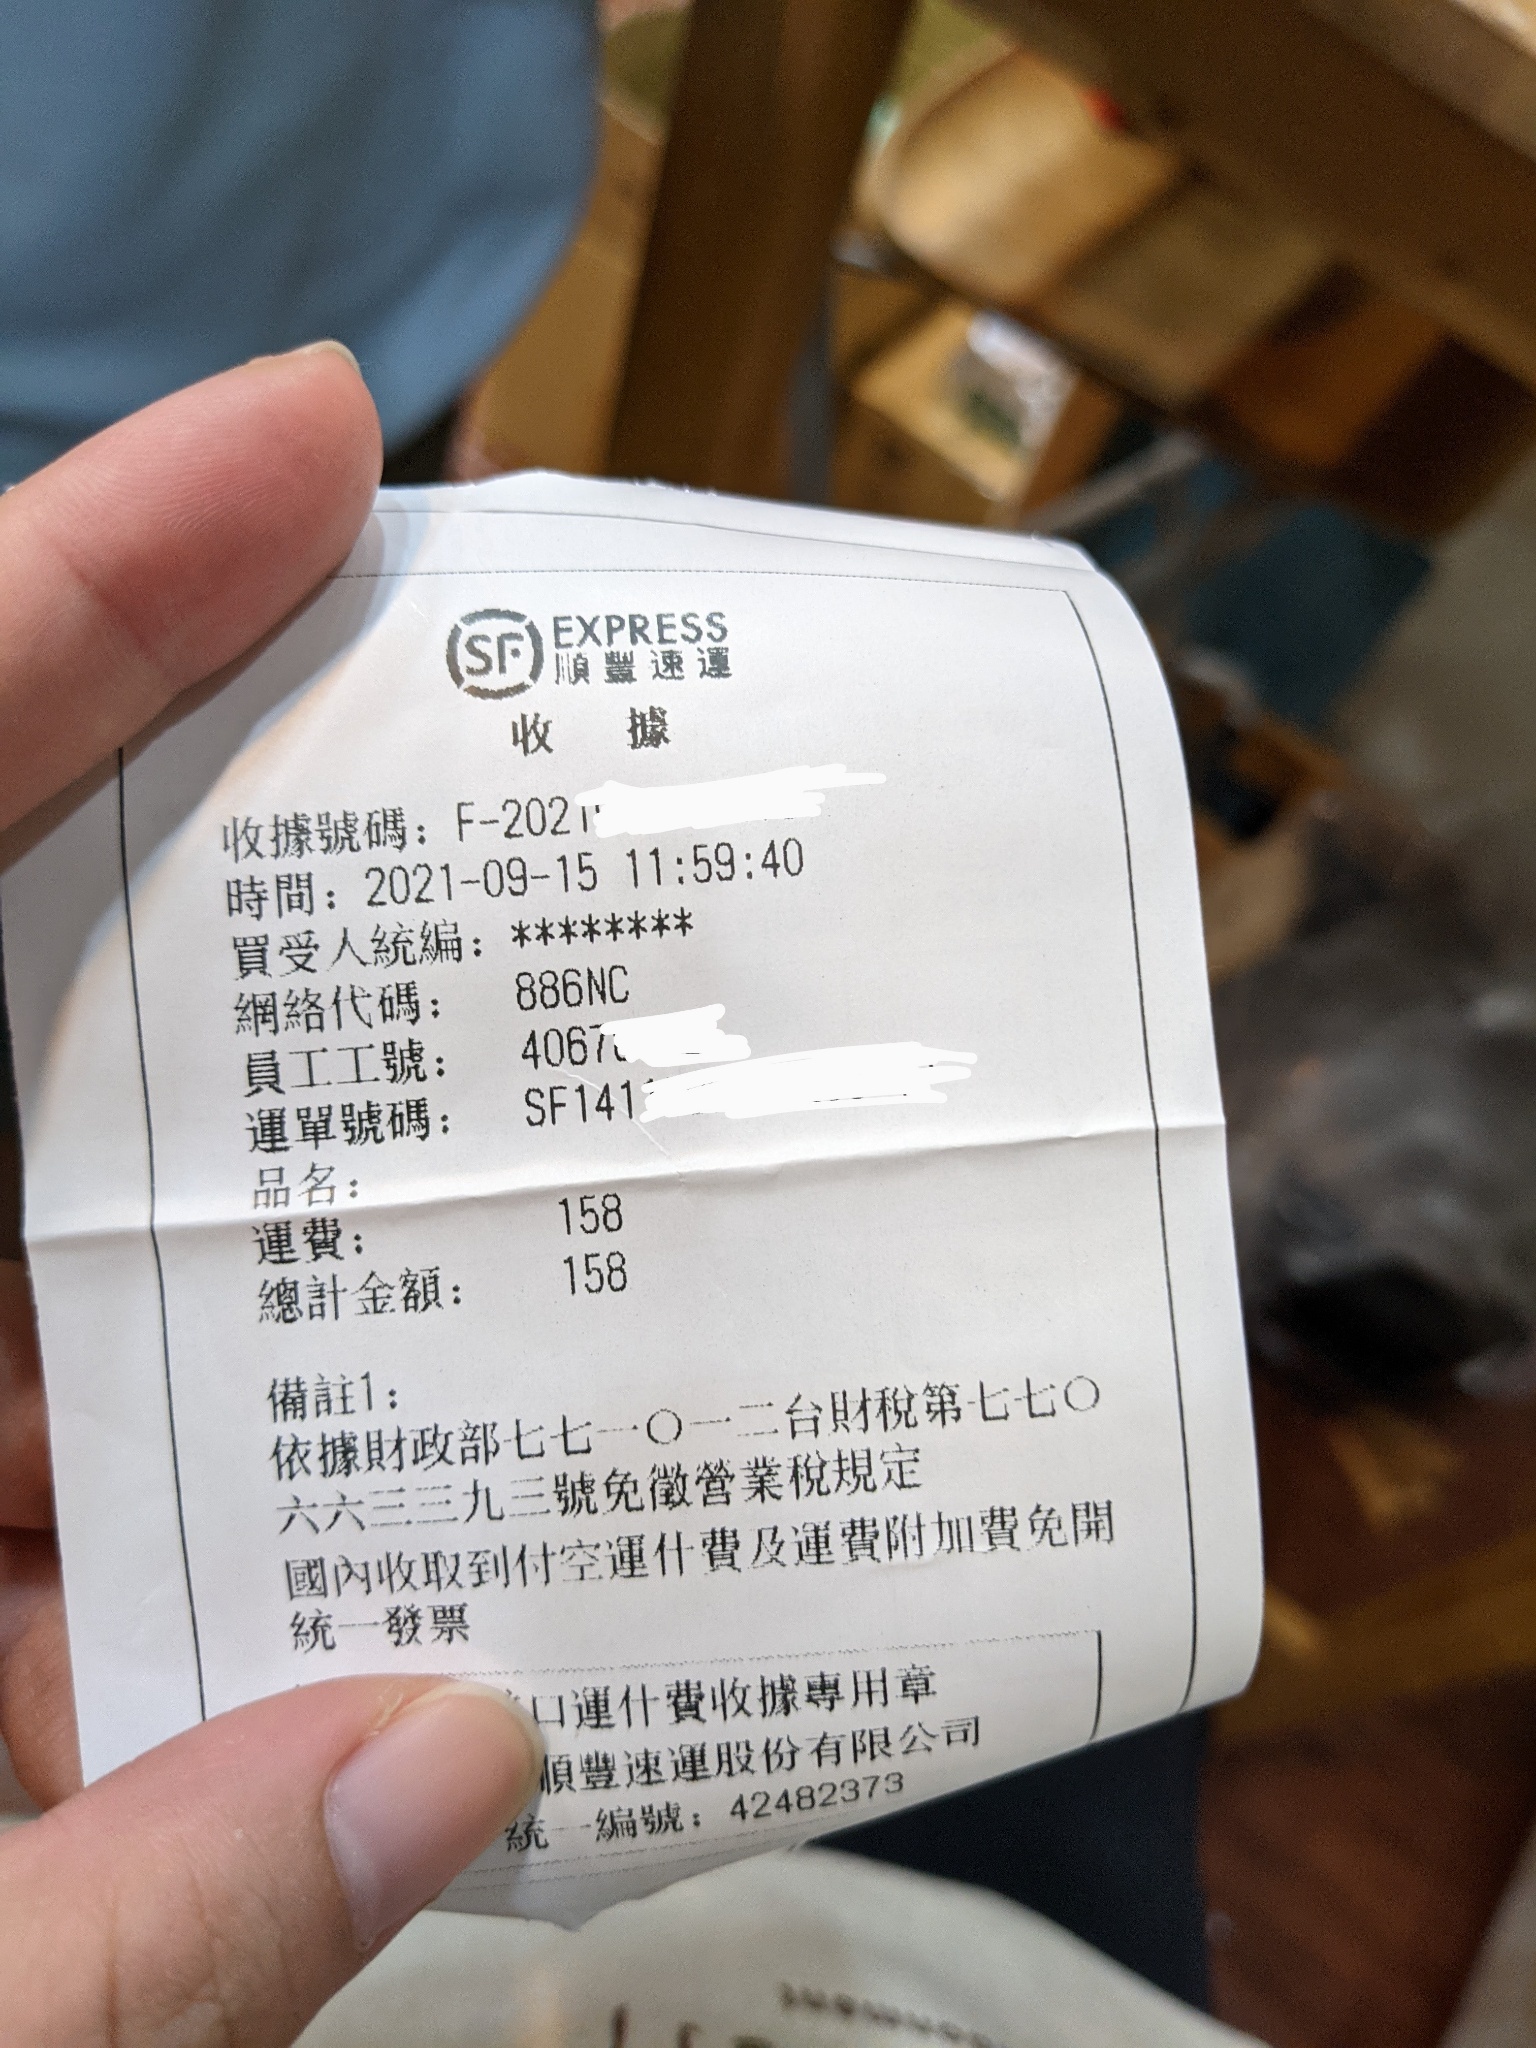 SF EXPRESS
順豐速運
收 據
收據號碼: F-2021
時間: 2021-09-15 11:59:40
買受人統編: ********
網絡代碼: 886NC
員工工號: 4067
運單號碼: SF141
品名:
運費: 158
總計金額: 158
備註1:
依據財政部七七一〇一二台財稅第七七〇
六六三三九三號免徵營業稅規定
國內收取到付空運什費及運費附加費免開
統一發票
口運什費收據專用章
順豐速運股份有限公司
統一編號: 42482373